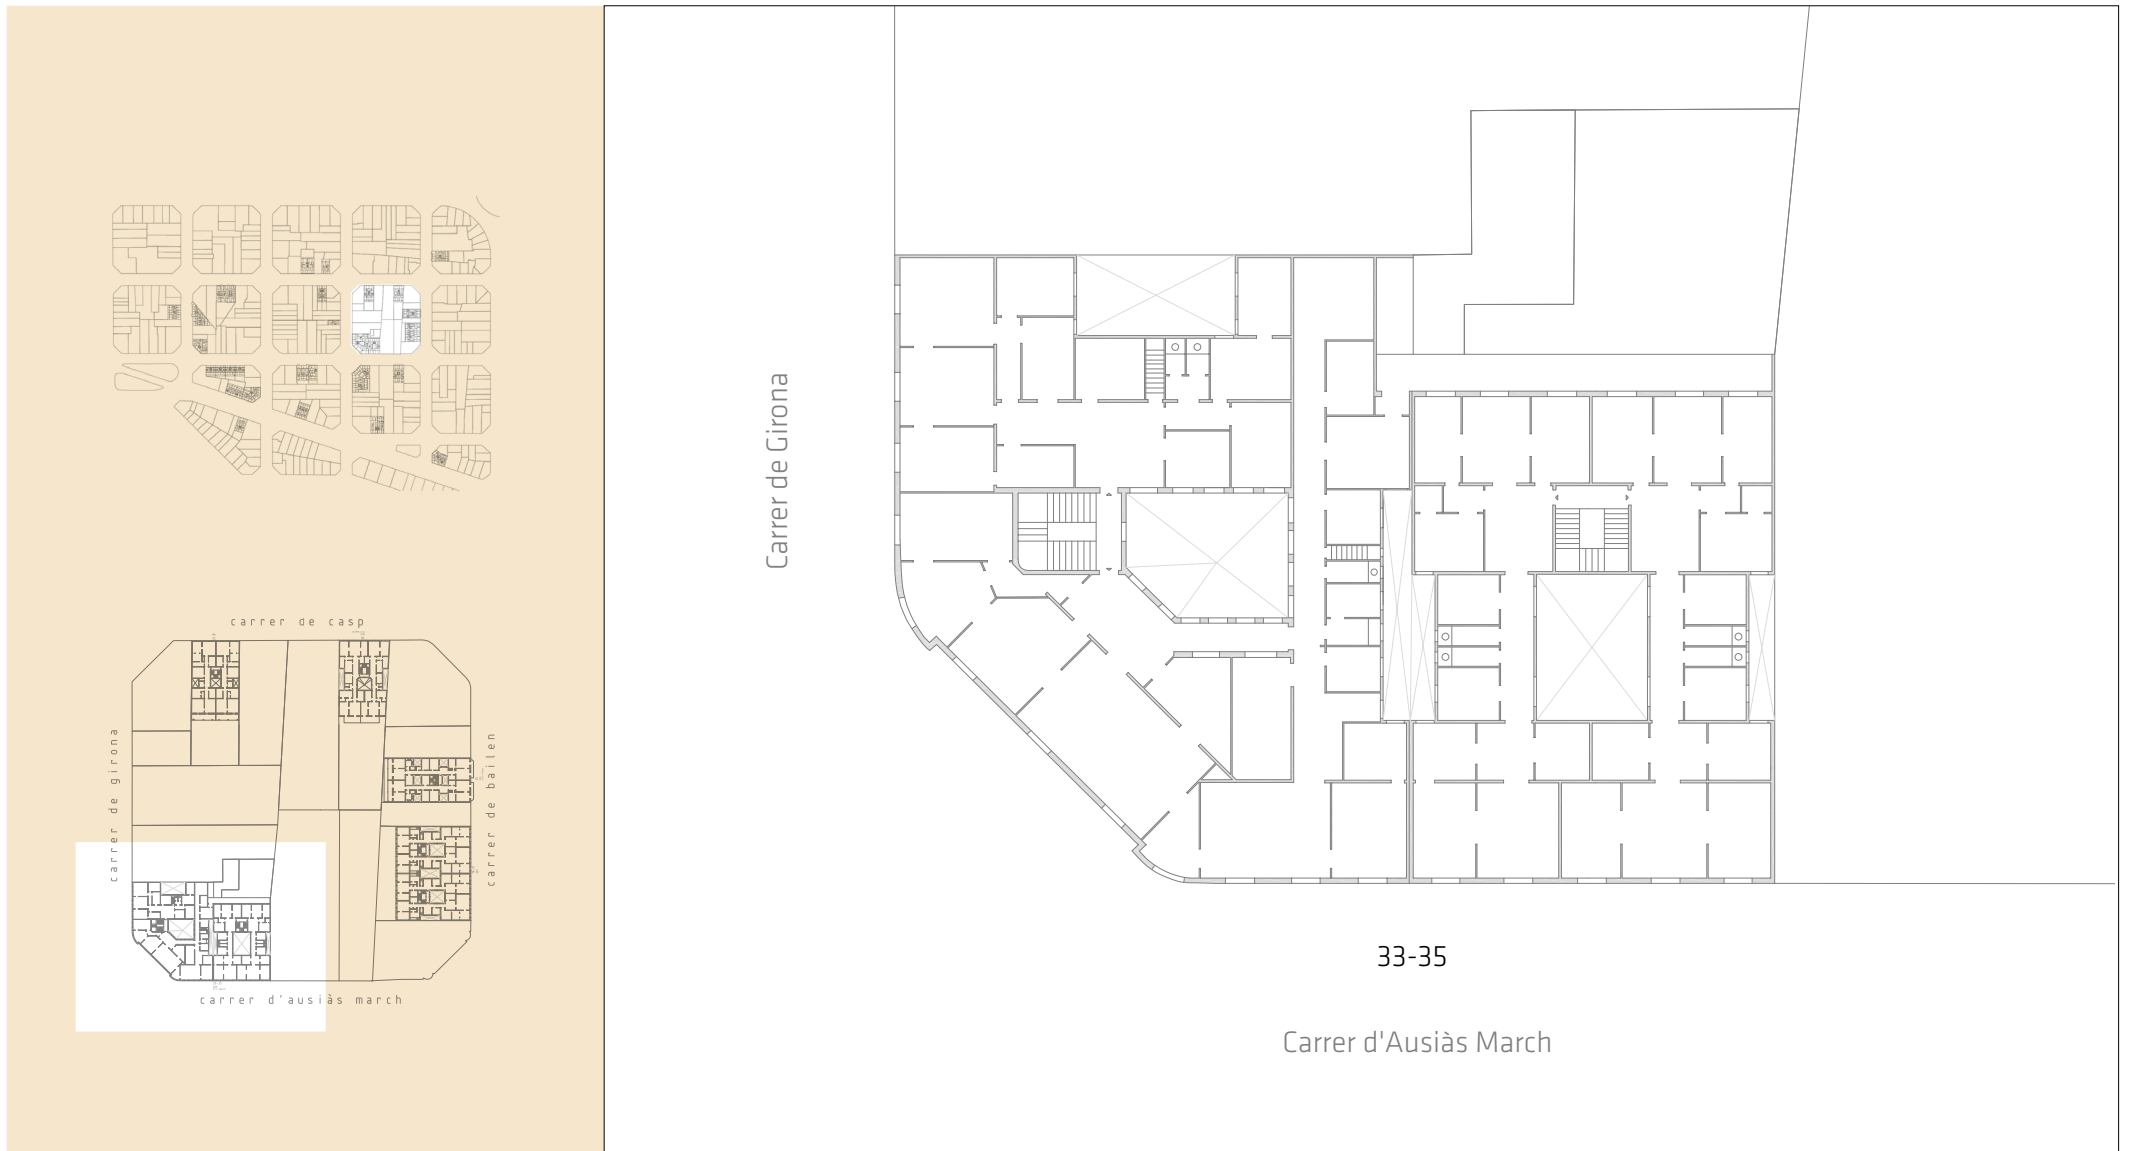 carrer de casp
carrer de girona
carrer de bailen
carrer d'ausiàs march
Carrer de Girona
33-35
Carrer d'Ausiàs March